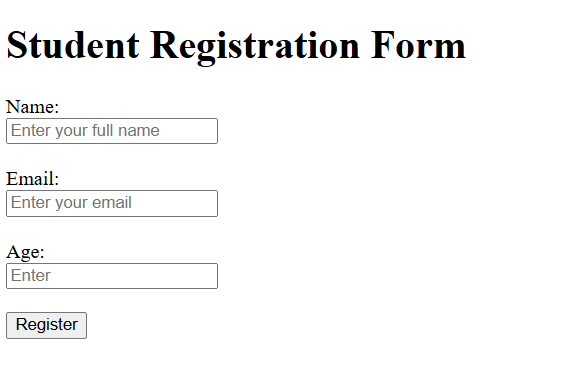 Student Registration Form
Name:
Enter your full name
Email:
Enter your email
Age:
Enter
Register